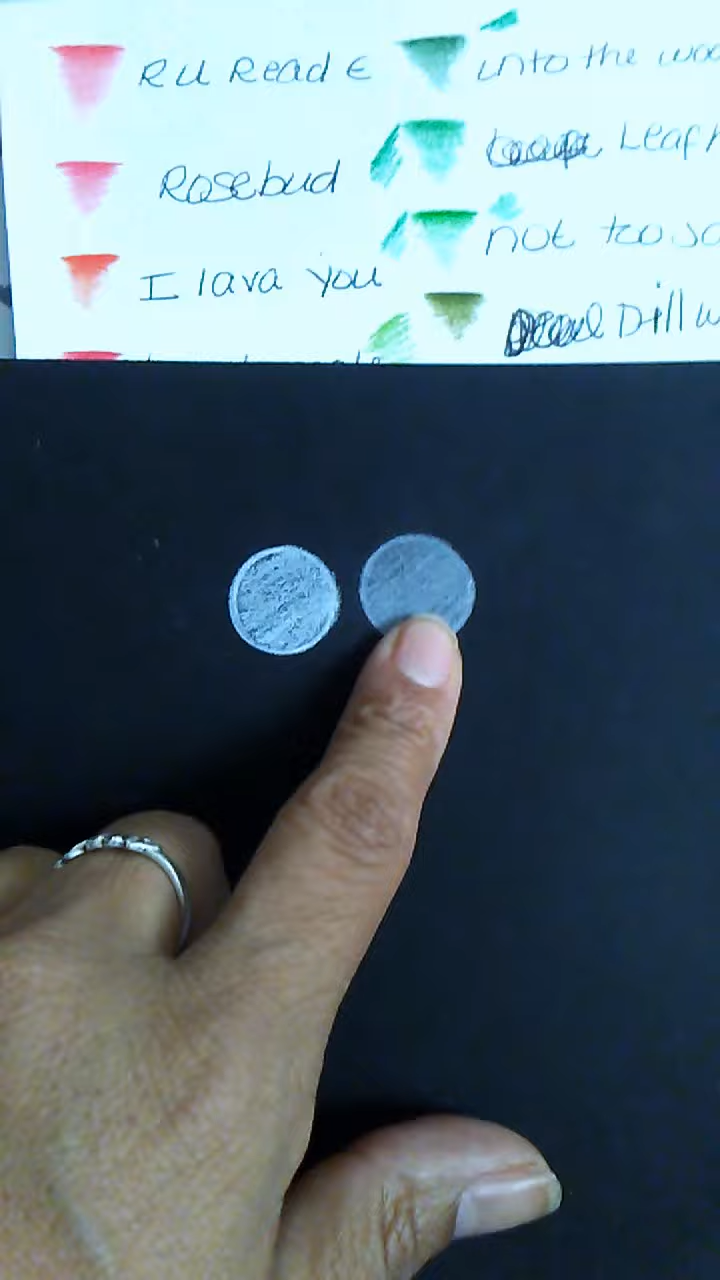 RU Read E
Rosebud
I lava you
into the
Leaf
not too
Dill